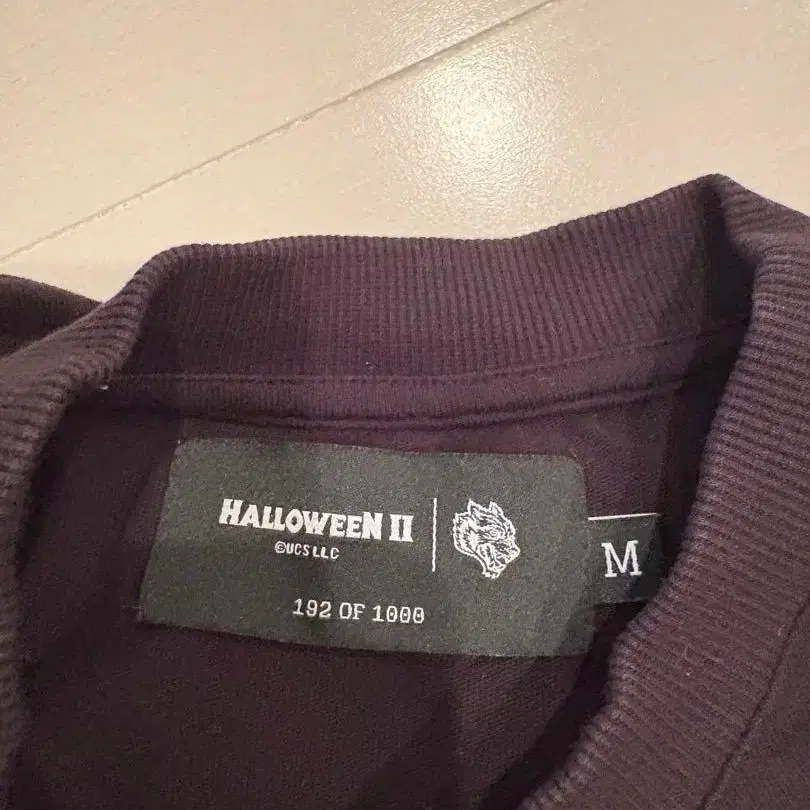 HALLOWEEN II
©UCS LLC
192 OF 1000
M